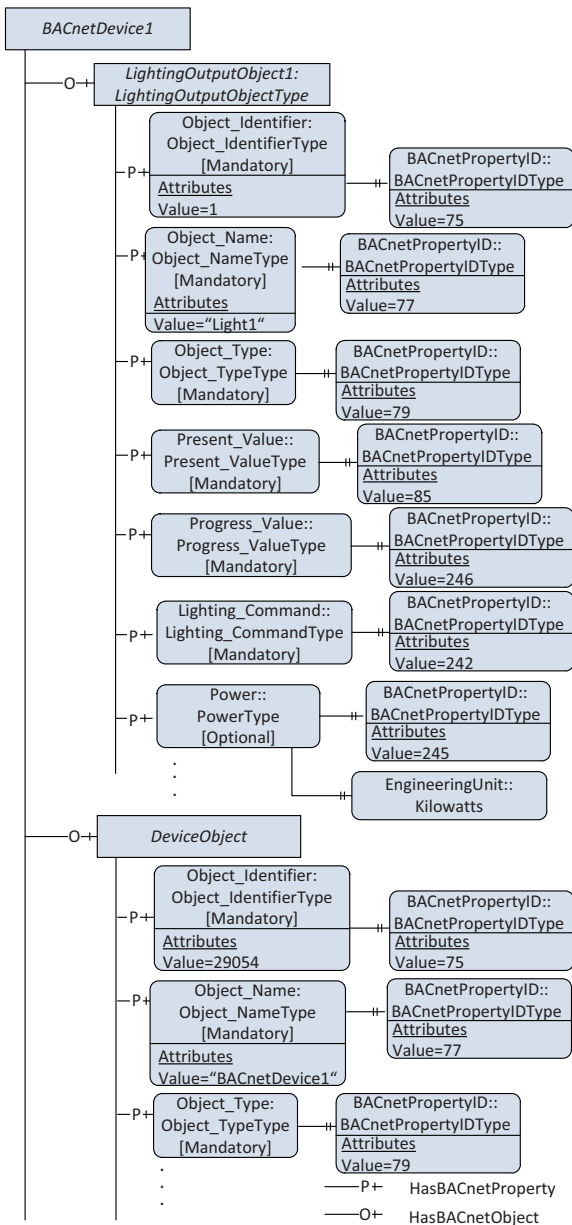 BACnetDevice1
O
LightingOutputObject1:
LightingOutputObjectType
P
Object_Identifier:
Object_IdentifierType
[Mandatory]
Attributes
Value=1
BACnetPropertyID::
BACnetPropertyIDType
Attributes
Value=75
P
Object_Name:
Object_NameType
[Mandatory]
Attributes
Value=“Light1“
BACnetPropertyID::
BACnetPropertyIDType
Attributes
Value=77
P
Object_Type:
Object_TypeType
[Mandatory]
BACnetPropertyID::
BACnetPropertyIDType
Attributes
Value=79
P
Present_Value::
Present_ValueType
[Mandatory]
BACnetPropertyID::
BACnetPropertyIDType
Attributes
Value=85
P
Progress_Value::
Progress_ValueType
[Mandatory]
BACnetPropertyID::
BACnetPropertyIDType
Attributes
Value=246
P
Lighting_Command::
Lighting_CommandType
[Mandatory]
BACnetPropertyID::
BACnetPropertyIDType
Attributes
Value=242
P
Power::
PowerType
[Optional]
BACnetPropertyID::
BACnetPropertyIDType
Attributes
Value=245
EngineeringUnit::
Kilowatts
.
.
.
O
DeviceObject
P
Object_Identifier:
Object_IdentifierType
[Mandatory]
Attributes
Value=29054
BACnetPropertyID::
BACnetPropertyIDType
Attributes
Value=75
P
Object_Name:
Object_NameType
[Mandatory]
Attributes
Value=“BACnetDevice1“
BACnetPropertyID::
BACnetPropertyIDType
Attributes
Value=77
P
Object_Type:
Object_TypeType
[Mandatory]
BACnetPropertyID::
BACnetPropertyIDType
Attributes
Value=79
.
.
.
P HasBACnetProperty
O HasBACnetObject